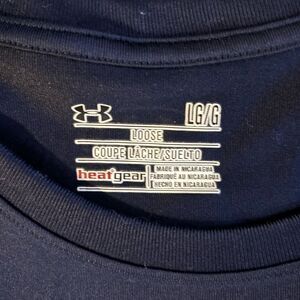 LG/G
LOOSE
COUPE LÂCHE/SUELTO
heatgear
MADE IN NICARAGUA
FABRIQUÉ AU NICARAGUA
HECHO EN NICARAGUA